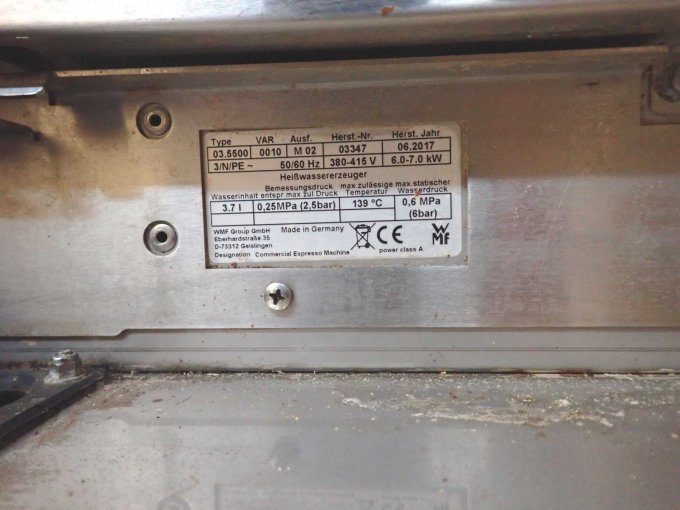 Type VAR Ausf. Herst.-Nr. Herst. Jahr
03.5500 0010 M 02 03347 06.2017
3/N/PE ~ 50/60 Hz 380-415 V 6.0-7.0 kW
Heißwassererzeuger
Bemessungsdruck max.zulässige max.statischer
Wasserinhalt entspr.max.zul.Druck Temperatur Wasserdruck
3.7 l 0,25MPa (2,5bar) 139 °C 0,6 MPa
(6bar)
WMF Group GmbH Made in Germany
Eberhardstraße 35
D-73312 Geislingen
CE
WMF
power class A
Designation Commercial Espresso Machine